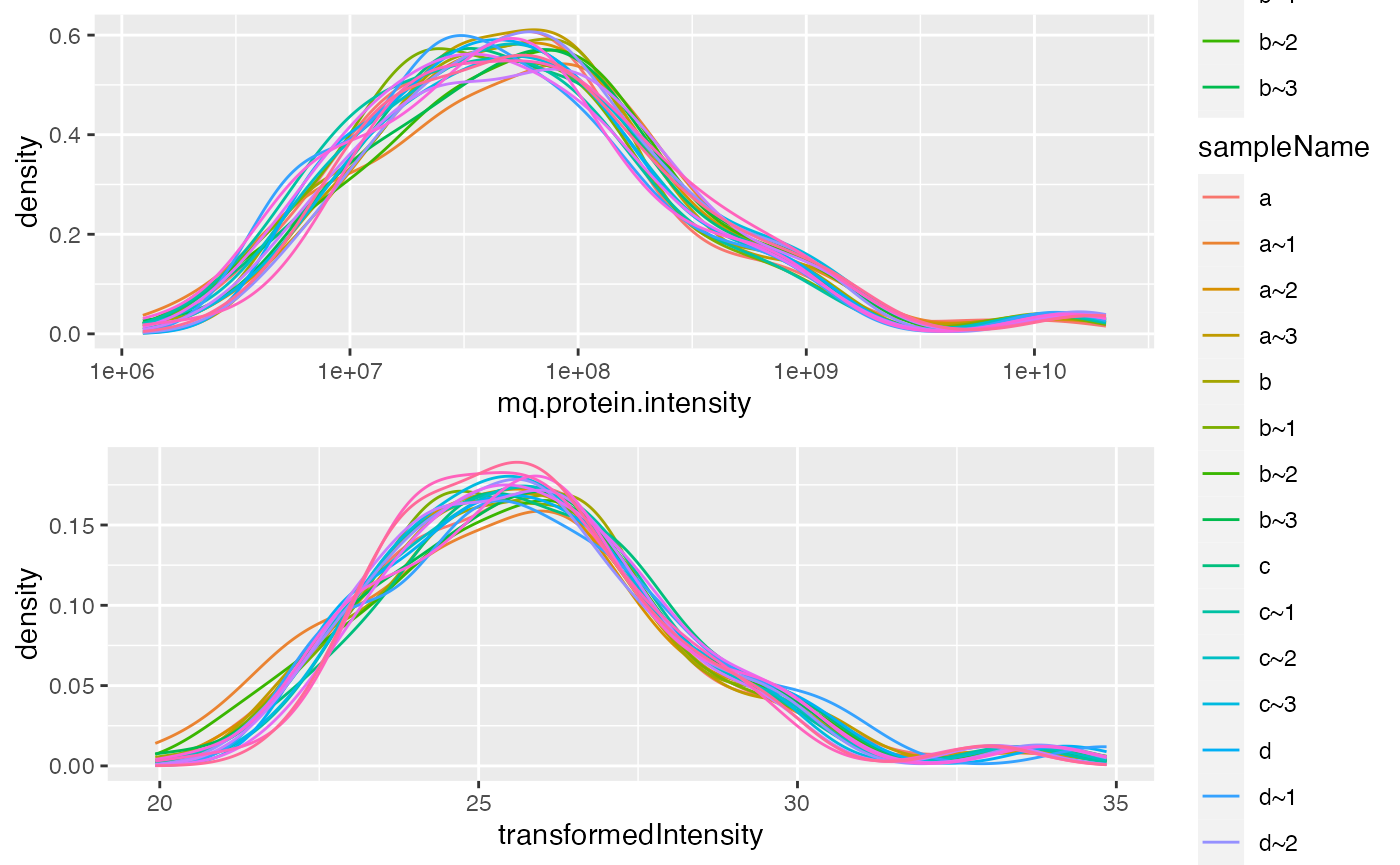 density
0.6
0.4
0.2
0.0
1e+06 1e+07 1e+08 1e+09 1e+10
mq.protein.intensity
density
0.15
0.10
0.05
0.00
20 25 30 35
transformedIntensity
b~2
b~3
sampleName
a
a~1
a~2
a~3
b
b~1
b~2
b~3
c
c~1
c~2
c~3
d
d~1
d~2